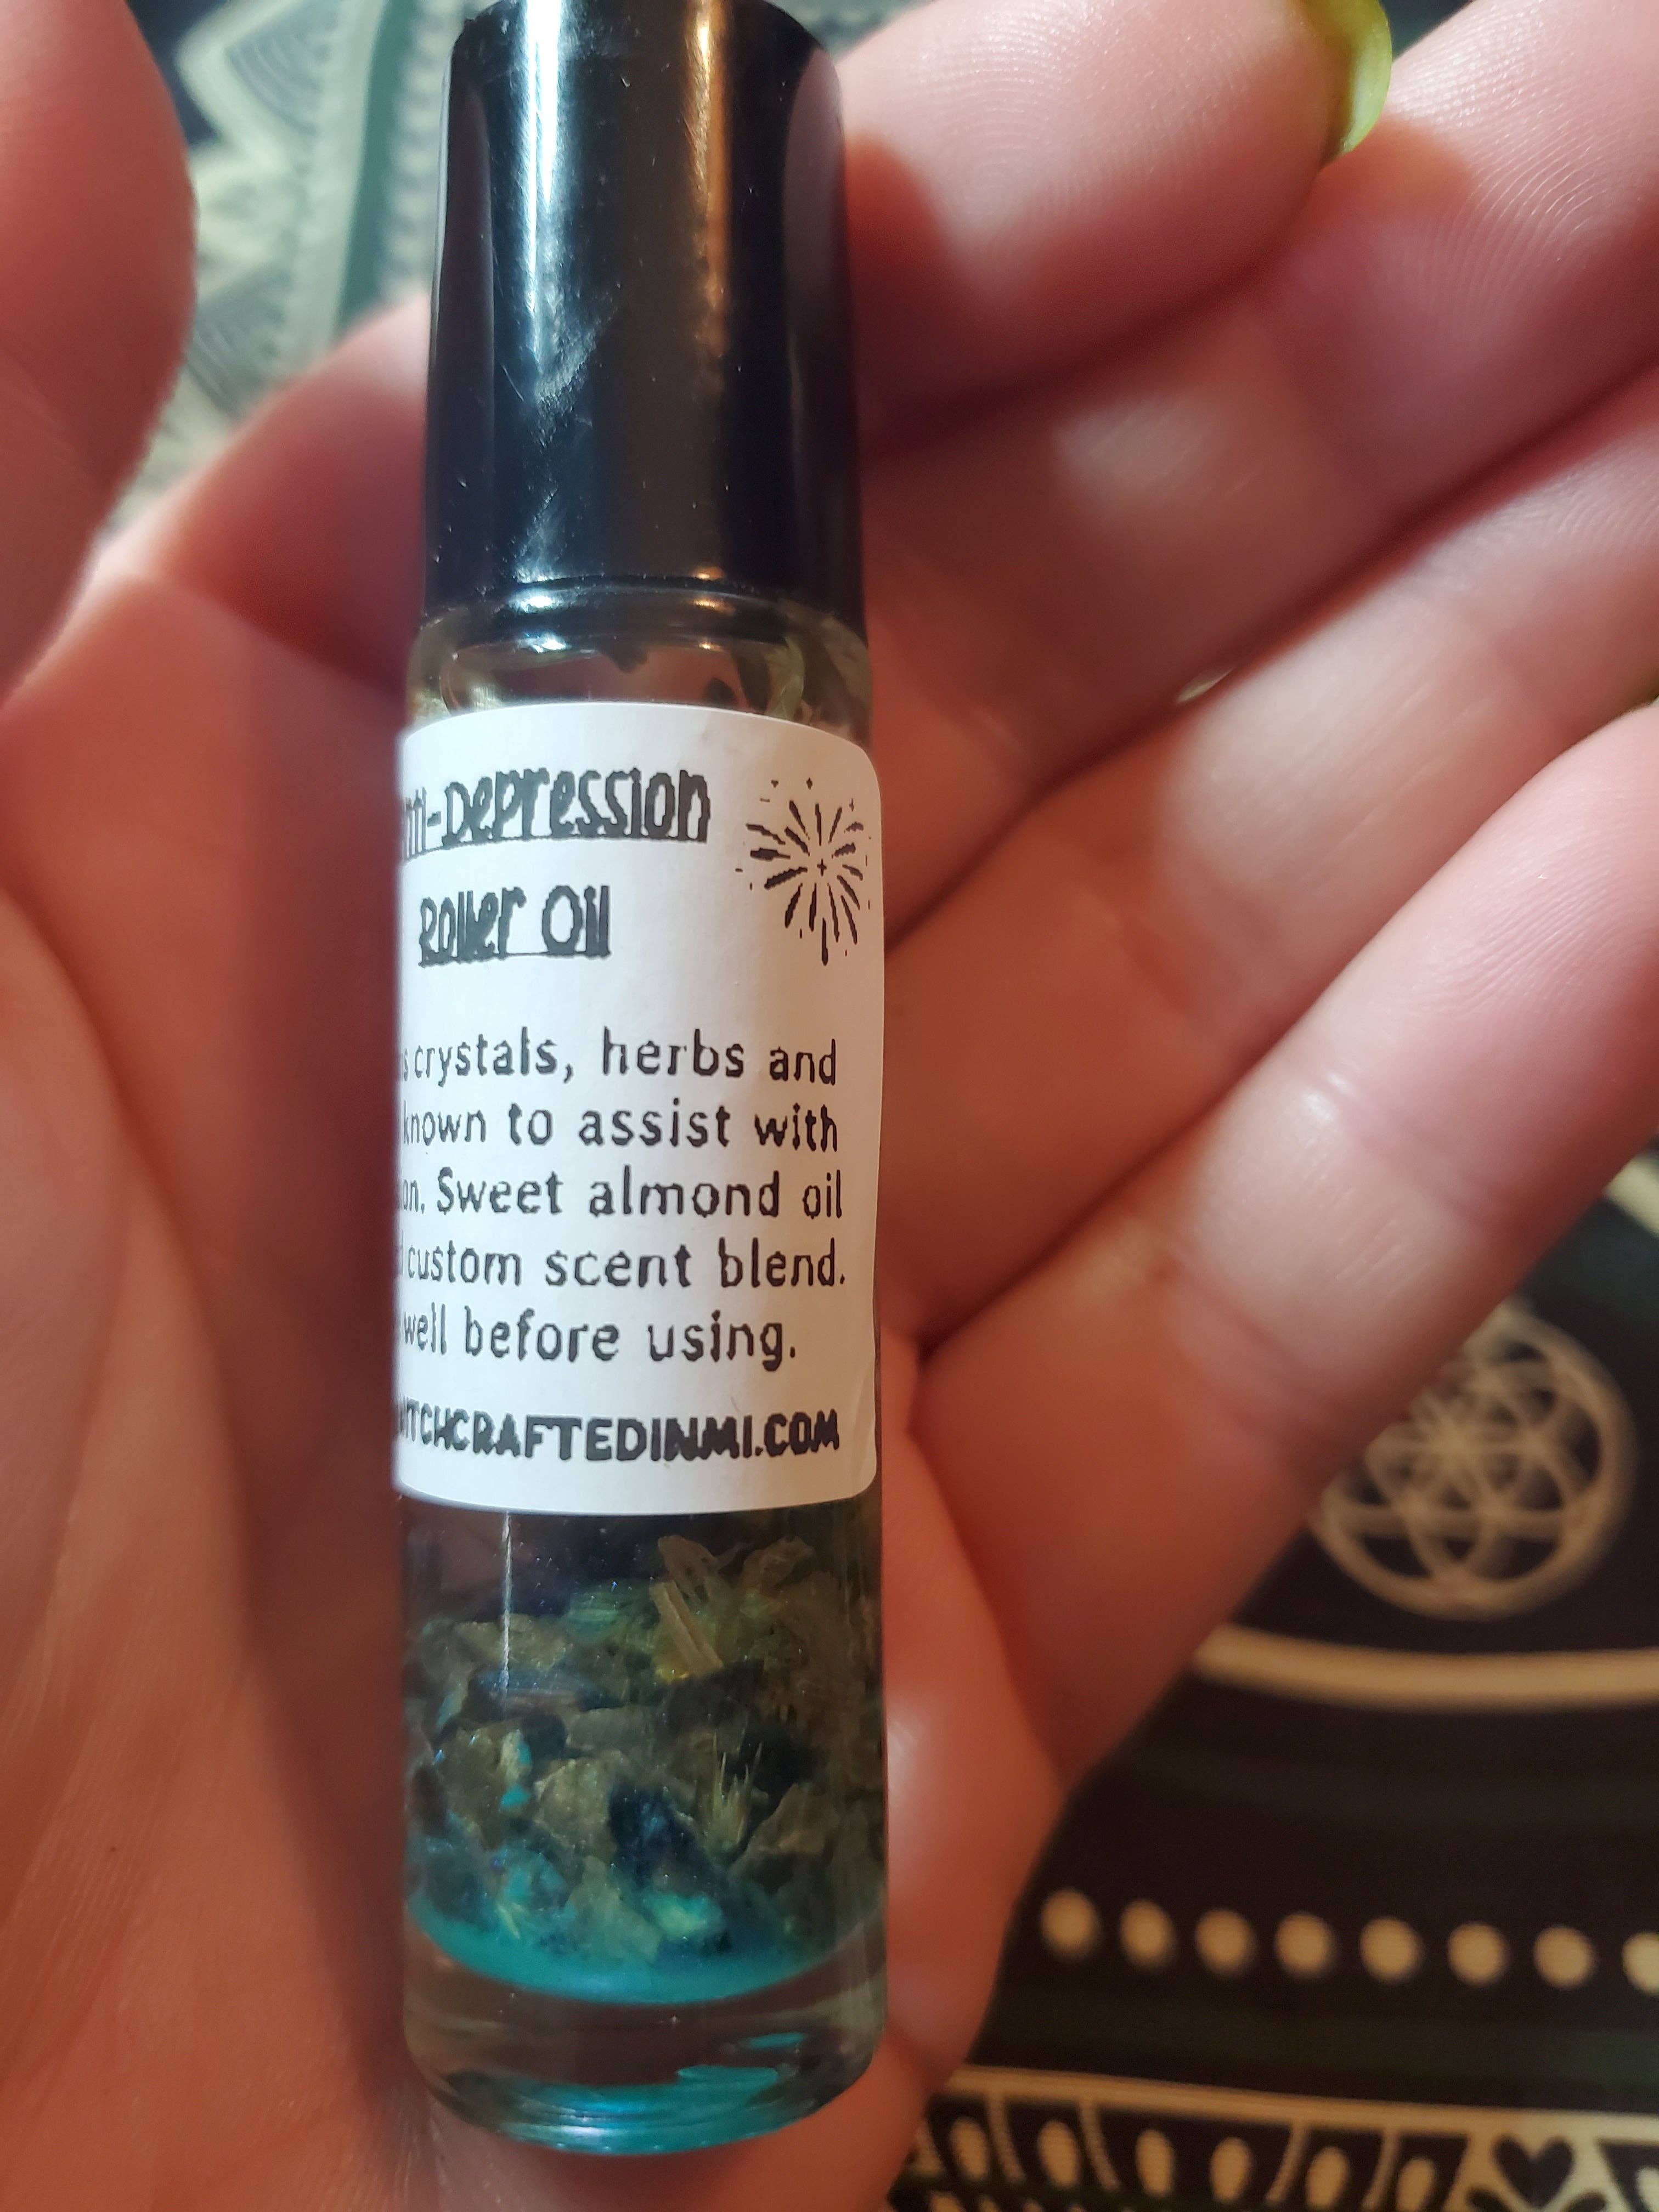 nti-Depression
Roller Oil
s crystals, herbs and
known to assist with
on. Sweet almond oil
d custom scent blend.
well before using.
WITCHCRAFTEDINMI.COM